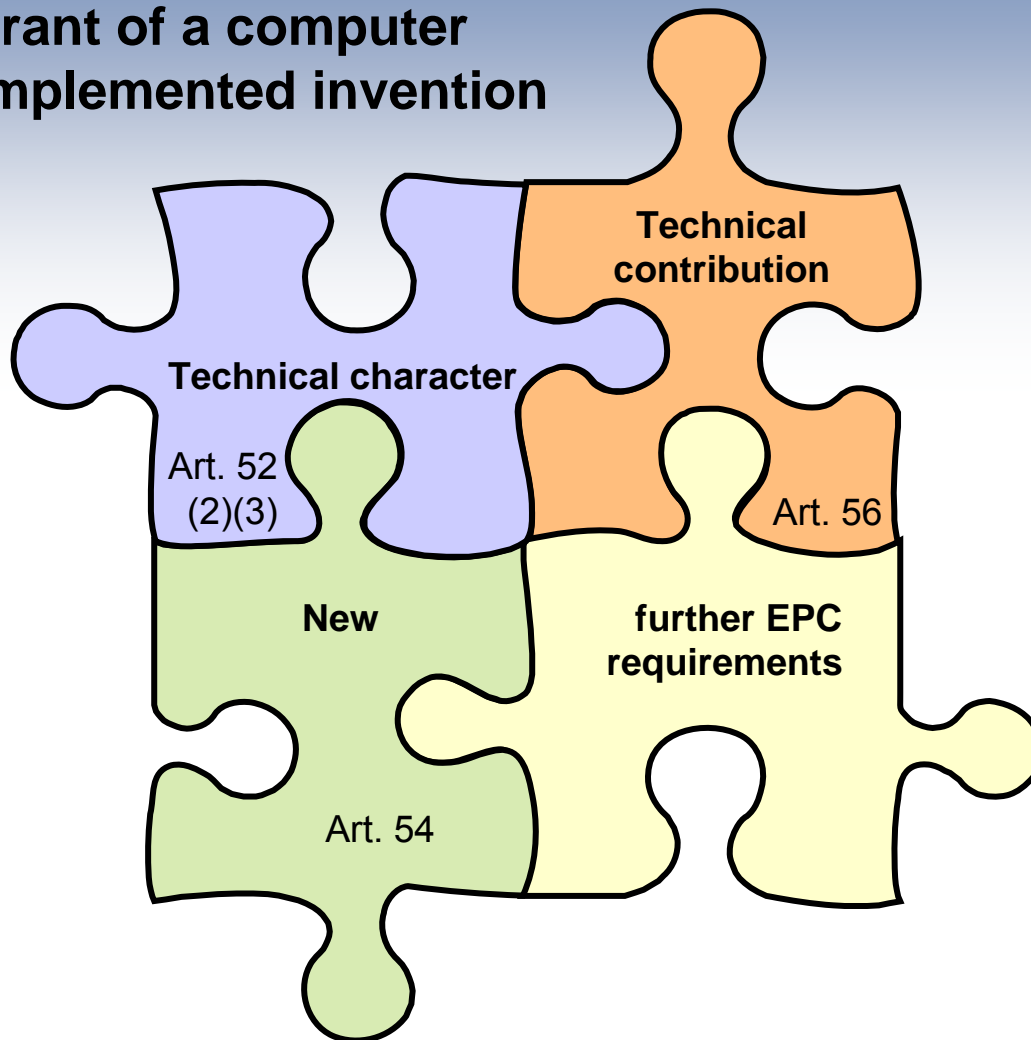 rant of a computer
mplemented invention
Technical
contribution
Technical character
Art. 52
(2)(3)
Art. 56
New
further EPC
requirements
Art. 54